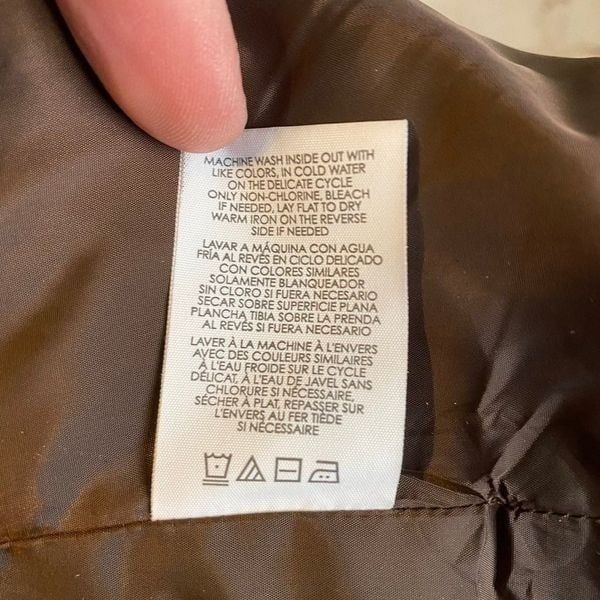 MACHINE WASH INSIDE OUT WITH
LIKE COLORS, IN COLD WATER
ON THE DELICATE CYCLE
ONLY NON-CHLORINE, BLEACH
IF NEEDED, LAY FLAT TO DRY
WARM IRON ON THE REVERSE
SIDE IF NEEDED
LAVAR A MÁQUINA CON AGUA
FRÍA AL REVÉS EN CICLO DELICADO
CON COLORES SIMILARES
SOLAMENTE BLANQUEADOR
SIN CLORO SI FUERA NECESARIO
SECAR SOBRE SUPERFICIE PLANA
PLANCHA TIBIA SOBRE LA PRENDA
AL REVÉS SI FUERA NECESARIO
LAVER À LA MACHINE À L'ENVERS
AVEC DES COULEURS SIMILAIRES
À L'EAU FROIDE SUR LE CYCLE
DÉLICAT, À L'EAU DE JAVEL SANS
CHLORURE SI NÉCESSAIRE,
SÉCHER À PLAT, REPASSER SUR
L'ENVERS AU FER TIÈDE
SI NÉCESSAIRE